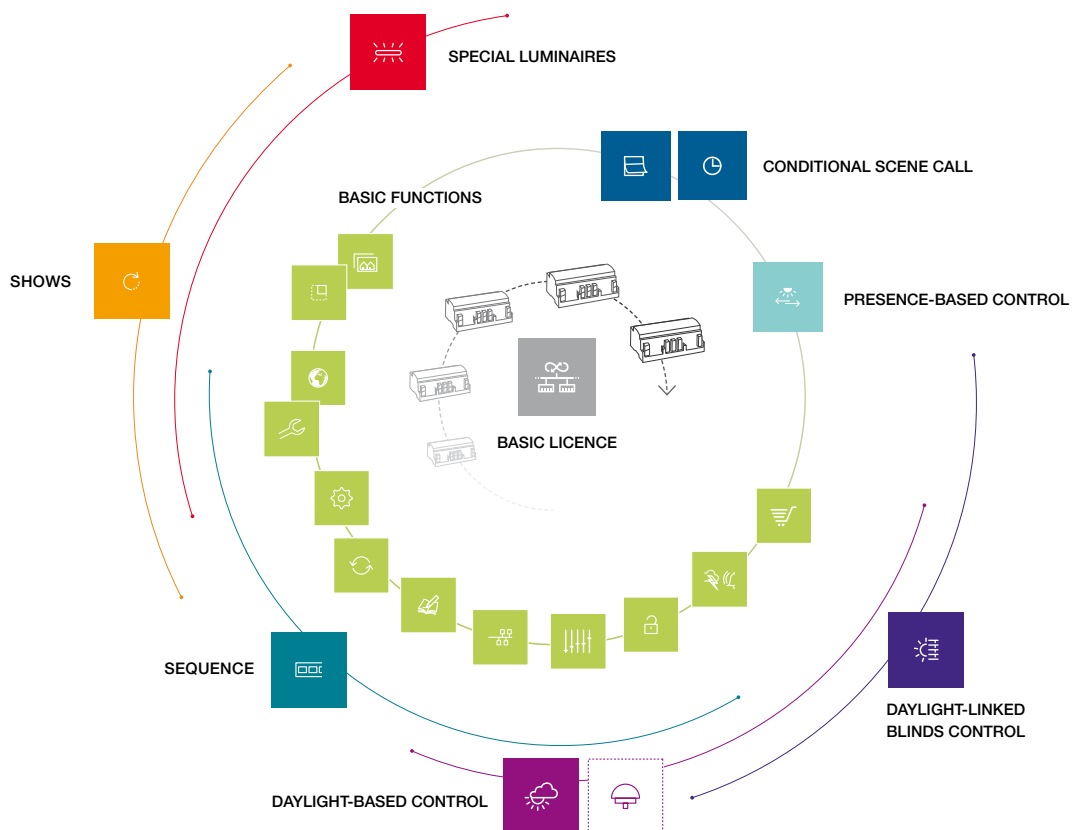 SPECIAL LUMINAIRES
CONDITIONAL SCENE CALL
BASIC FUNCTIONS
SHOWS
PRESENCE-BASED CONTROL
BASIC LICENCE
SEQUENCE
DAYLIGHT-LINKED
BLINDS CONTROL
DAYLIGHT-BASED CONTROL